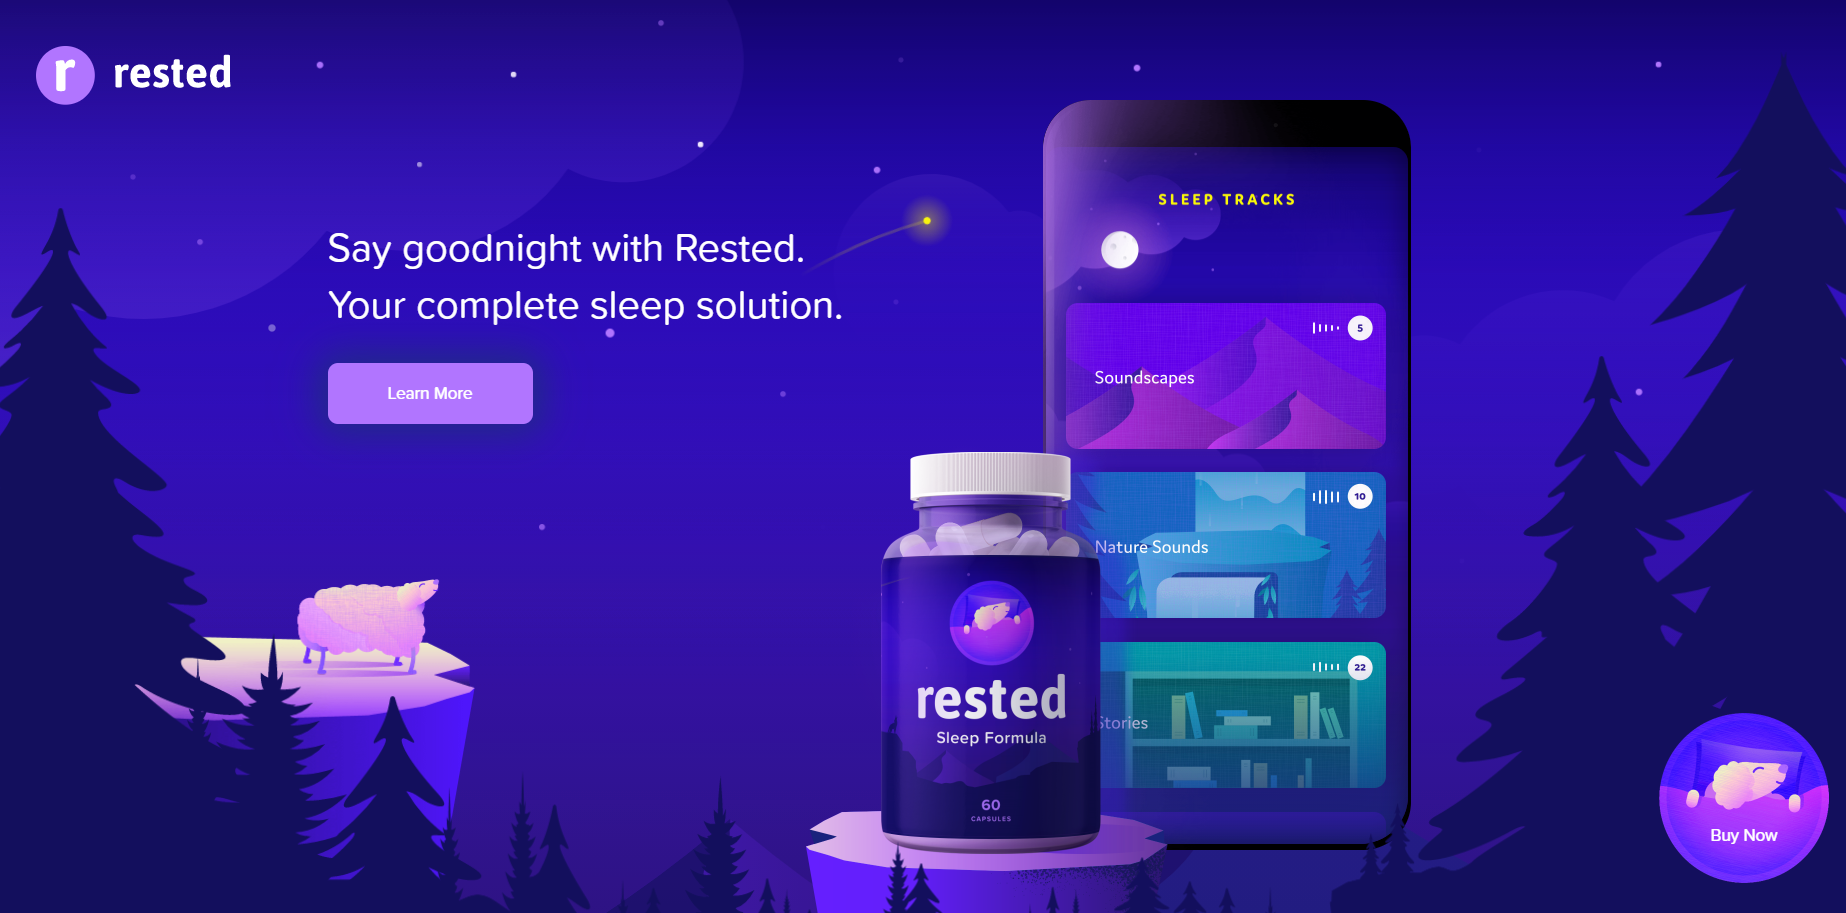 r rested
Say goodnight with Rested.
Your complete sleep solution.
Learn More
SLEEP TRACKS
5
Soundscapes
10
Nature Sounds
22
Stories
rested
Sleep Formula
60
CAPSULES
Buy Now